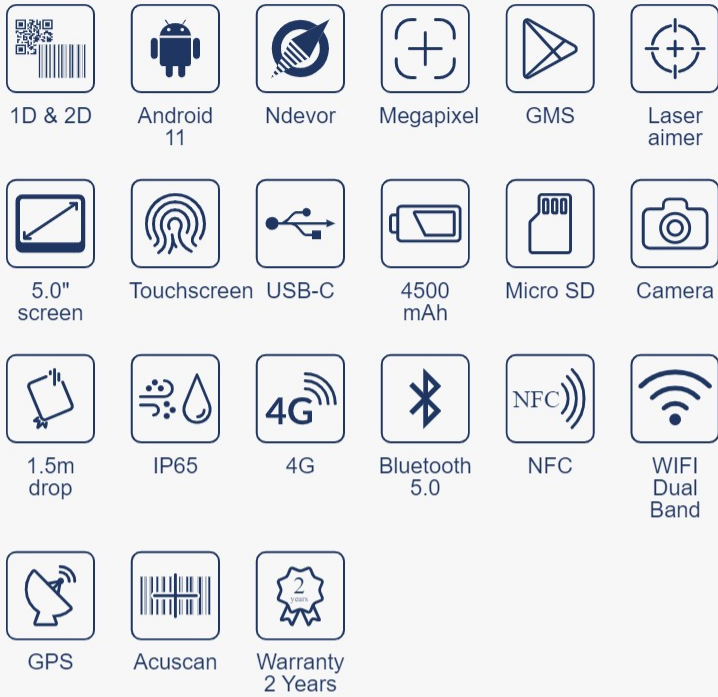 1D & 2D
Android
11
Ndevor
Megapixel
GMS
Laser
aimer
5.0"
screen
Touchscreen
USB-C
4500
mAh
Micro SD
Camera
4G
NFC
1.5m
drop
IP65
4G
Bluetooth
5.0
NFC
WIFI
Dual
Band
2
years
GPS
Acuscan
Warranty
2 Years